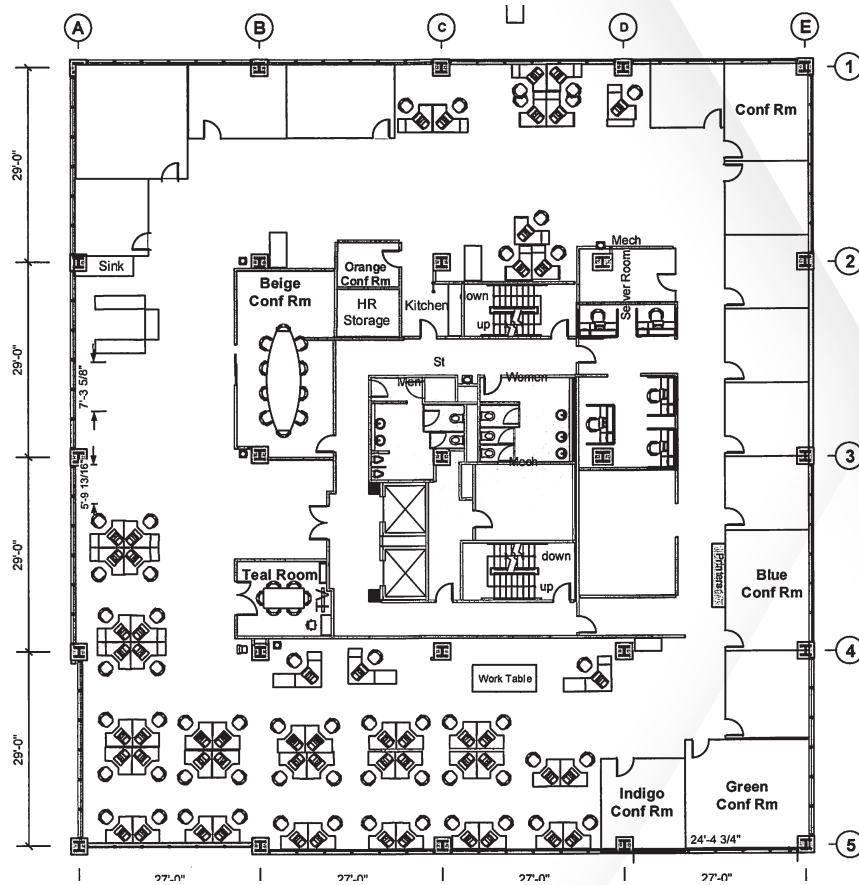 A
B
C
D
E
1
Conf Rm
29'-0"
Mech
2
Sink
Orange
Conf Rm
Beige
Conf Rm
HR
Storage
Kitchen
down
up
Server Room
29'-0"
7'-3 5/8"
St
Men
Women
3
Mech
5'-9 13/16"
29'-0"
down
up
Teal Room
Printers
Blue
Conf Rm
4
Work Table
29'-0"
Indigo
Conf Rm
Green
Conf Rm
24'-4 3/4"
5
27'-0"
27'-0"
27'-0"
27'-0"